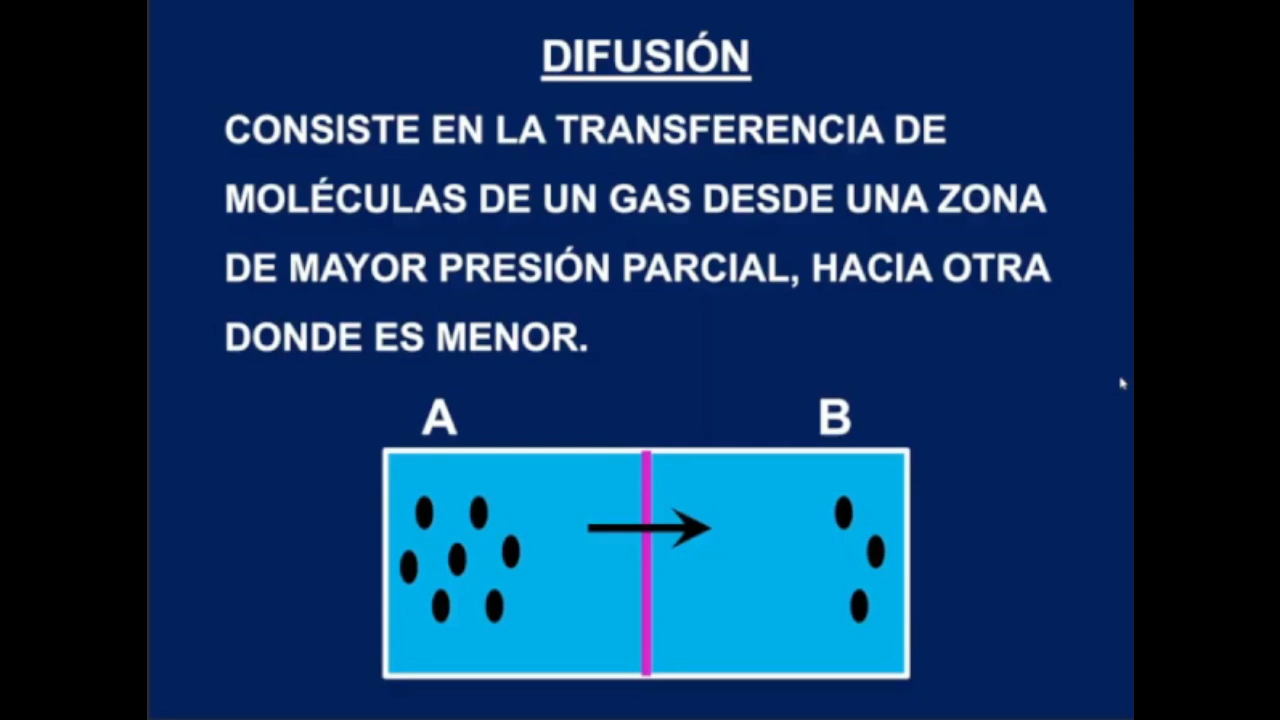 DIFUSIÓN
CONSISTE EN LA TRANSFERENCIA DE
MOLÉCULAS DE UN GAS DESDE UNA ZONA
DE MAYOR PRESIÓN PARCIAL, HACIA OTRA
DONDE ES MENOR.
A B